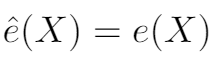 ê(X) = e(X)